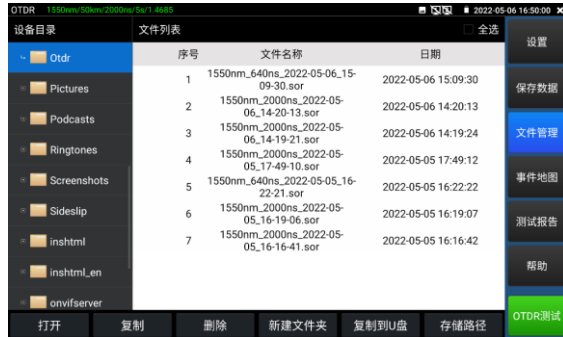 OTDR 1550nm/50km/2000ns/5s/1.4685 2022-05-06 16:50:00
设备目录 文件列表 全选
设置
Otdr
序号 文件名称 日期
1 1550nm_640ns_2022-05-06_15-
09-30.sor 2022-05-06 15:09:30
Pictures
保存数据
2 1550nm_2000ns_2022-05-
06_14-20-13.sor 2022-05-06 14:20:13
Podcasts
3 1550nm_2000ns_2022-05-
06_14-19-21.sor 2022-05-06 14:19:24
文件管理
Ringtones
4 1550nm_2000ns_2022-05-
05_17-49-10.sor 2022-05-05 17:49:12
Screenshots
事件地图
5 1550nm_640ns_2022-05-05_16-
22-21.sor 2022-05-05 16:22:22
Sideslip
6 1550nm_2000ns_2022-05-
05_16-19-06.sor 2022-05-05 16:19:07
测试报告
inshtml
7 1550nm_2000ns_2022-05-
05_16-16-41.sor 2022-05-05 16:16:42
inshtml_en
帮助
onvifserver
打开 复制 删除 新建文件夹 复制到U盘 存储路径
OTDR测试